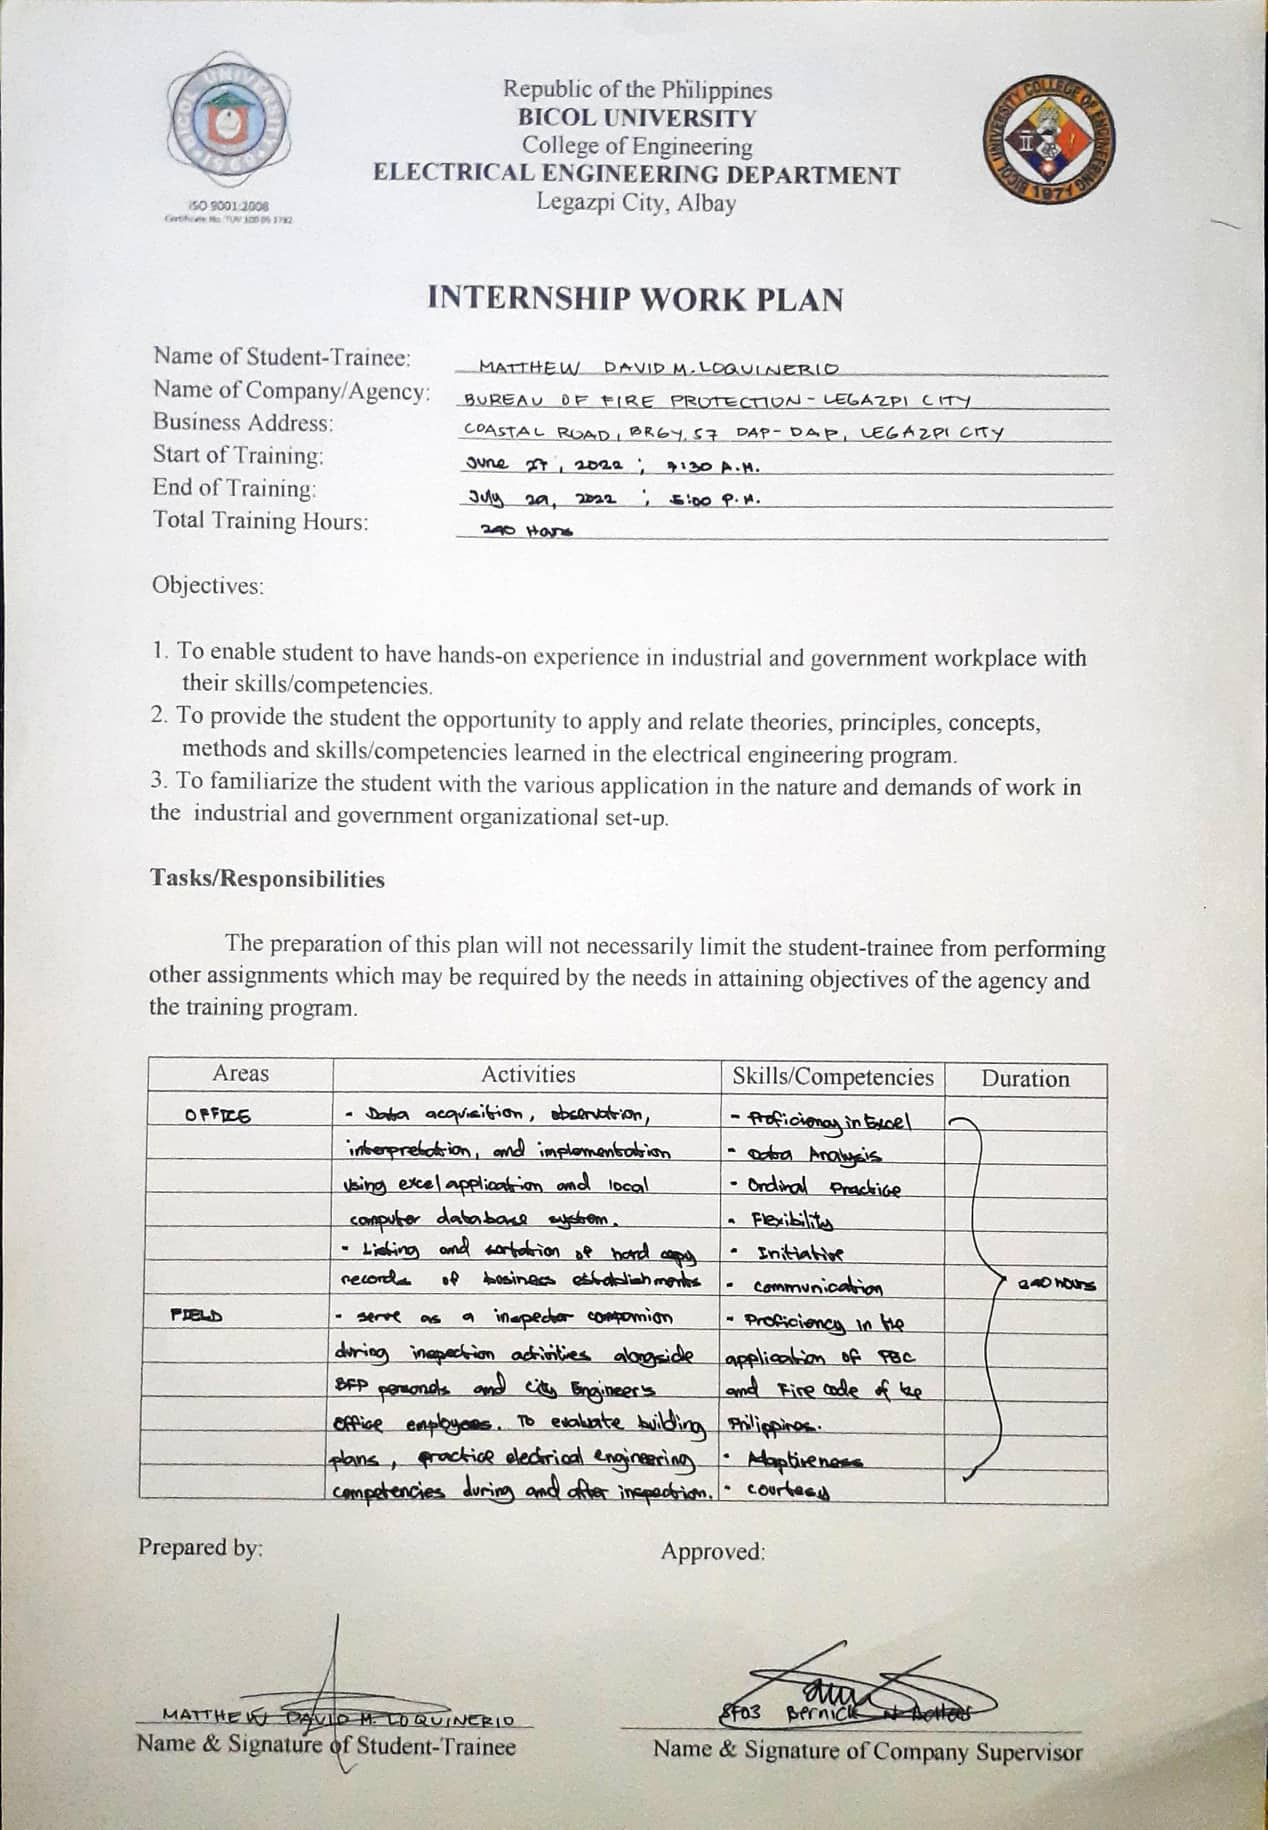 Republic of the Philippines
BICOL UNIVERSITY
College of Engineering
ELECTRICAL ENGINEERING DEPARTMENT
Legazpi City, Albay
BICOL UNIVERSITY
1969
ISO 9001:2008
Certificate No. TUV 100 05 1782
BICOL UNIVERSITY COLLEGE OF ENGINEERING
1971
INTERNSHIP WORK PLAN
Name of Student-Trainee: MATTHEW DAVID M. LOQUINERIO
Name of Company/Agency: BUREAU OF FIRE PROTECTION - LEGAZPI CITY
Business Address: COASTAL ROAD, BRGY. 57 DAP-DAP, LEGAZPI CITY
Start of Training: June 27, 2022 ; :30 A.M.
End of Training: July 29, 2022 ; 5:00 P.M.
Total Training Hours: 240 Hours
Objectives:
1. To enable student to have hands-on experience in industrial and government workplace with
their skills/competencies.
2. To provide the student the opportunity to apply and relate theories, principles, concepts,
methods and skills/competencies learned in the electrical engineering program.
3. To familiarize the student with the various application in the nature and demands of work in
the industrial and government organizational set-up.
Tasks/Responsibilities
The preparation of this plan will not necessarily limit the student-trainee from performing
other assignments which may be required by the needs in attaining objectives of the agency and
the training program.
Areas Activities Skills/Competencies Duration
OFFICE - Data acquisition, observation, - Proficiency in Excel
interpretation, and implementation - Data Analysis
using excel application and local - Ordinal Practice
computer database system. - Flexibility
- Listing and sortation of hard copy - Initiative
records of business establishments - communication 240 hours
FIELD - serve as a inspector companion - Proficiency in the
during inspection activities alongside application of PEC
BFP personels and City Engineer's and Fire code of the
office employees. To evaluate building Philippines.
plans, practice electrical engineering - Adaptiveness
competencies during and after inspection. - courtesy
Prepared by: Approved:
MATTHEW DAVID M. LOQUINERIO SFO3 Bernick N
Name & Signature of Student-Trainee Name & Signature of Company Supervisor